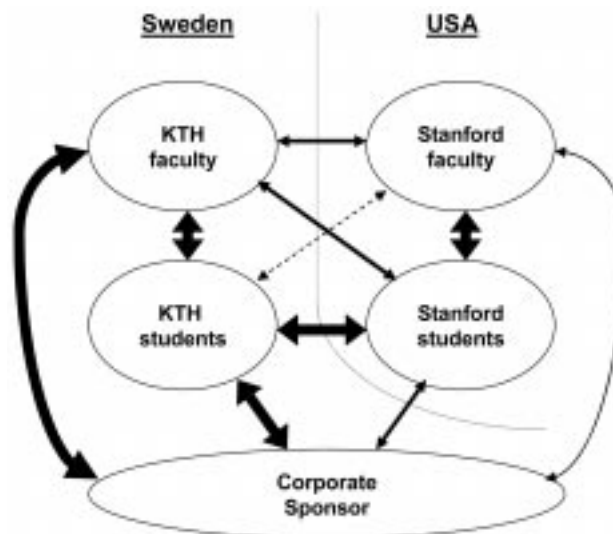 Sweden
USA
KTH
faculty
Stanford
faculty
KTH
students
Stanford
students
Corporate
Sponsor